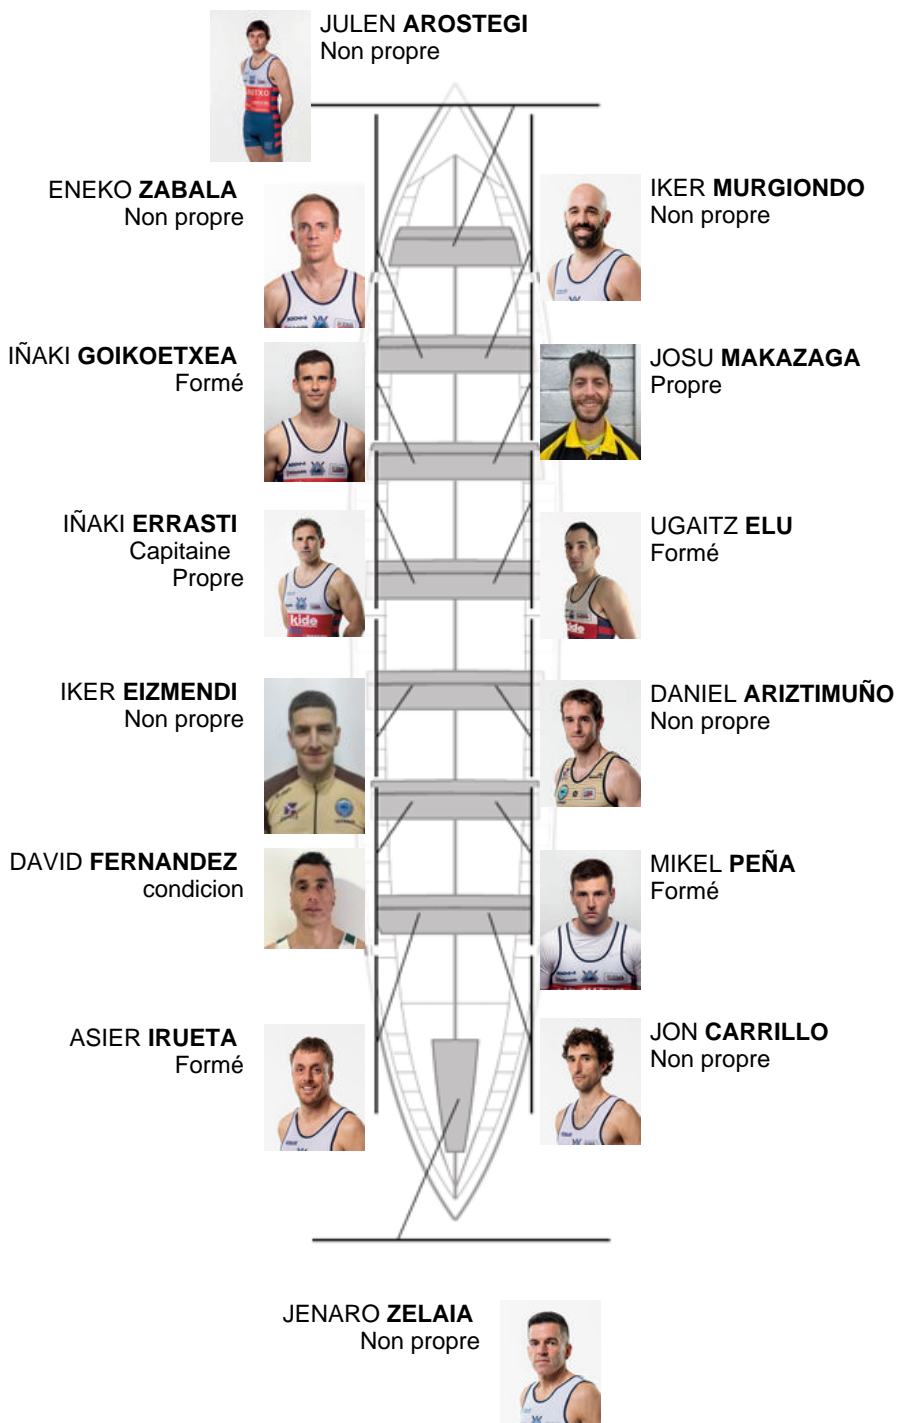 JULEN AROSTEGI
Non propre
ENEKO ZABALA
Non propre
IKER MURGIONDO
Non propre
IÑAKI GOIKOETXEA
Formé
JOSU MAKAZAGA
Propre
IÑAKI ERRASTI
Capitaine
Propre
kide
UGAITZ ELU
Formé
kide
IKER EIZMENDI
Non propre
DANIEL ARIZTIMUÑO
Non propre
DAVID FERNANDEZ
condicion
MIKEL PEÑA
Formé
ASIER IRUETA
Formé
JON CARRILLO
Non propre
JENARO ZELAIA
Non propre